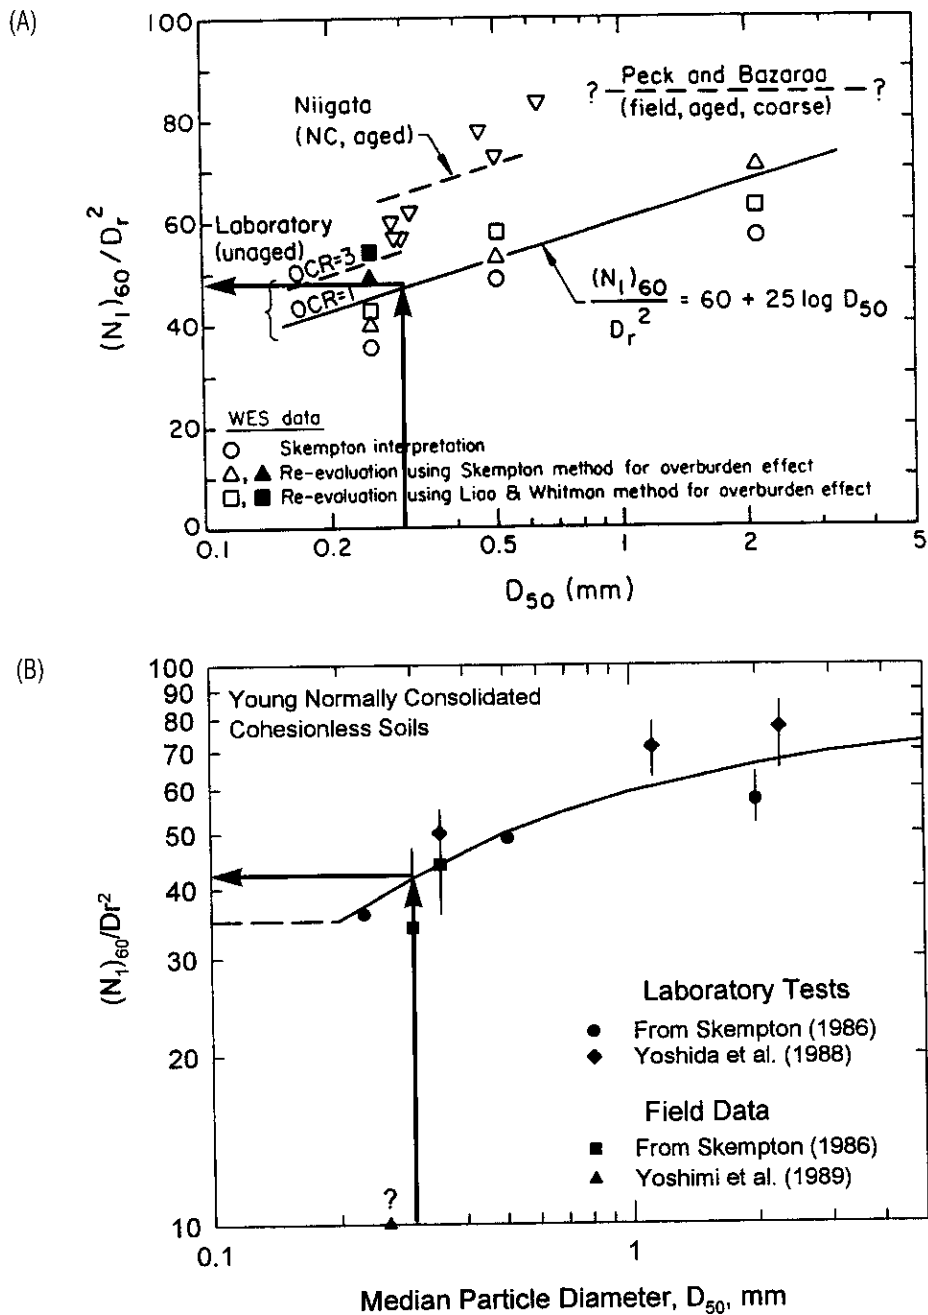 (A)
100
80
60
40
20
0
(N₁)₆₀/Dᵣ²
Niigata
(NC, aged)
? Peck and Bazaraa ?
(field, aged, coarse)
Laboratory
(unaged)
OCR=3
OCR=1
(N₁)₆₀
Dᵣ² = 60 + 25 log D₅₀
WES data
Skempton interpretation
, Re-evaluation using Skempton method for overburden effect
, Re-evaluation using Liao & Whitman method for overburden effect
0.1 0.2 0.5 1 2 5
D₅₀ (mm)
(B)
100
90
80
70
60
50
40
30
20
10
(N₁)₆₀/Dr²
Young Normally Consolidated
Cohesionless Soils
Laboratory Tests
From Skempton (1986)
Yoshida et al. (1988)
Field Data
From Skempton (1986)
Yoshimi et al. (1989)
?
0.1 1
Median Particle Diameter, D₅₀, mm